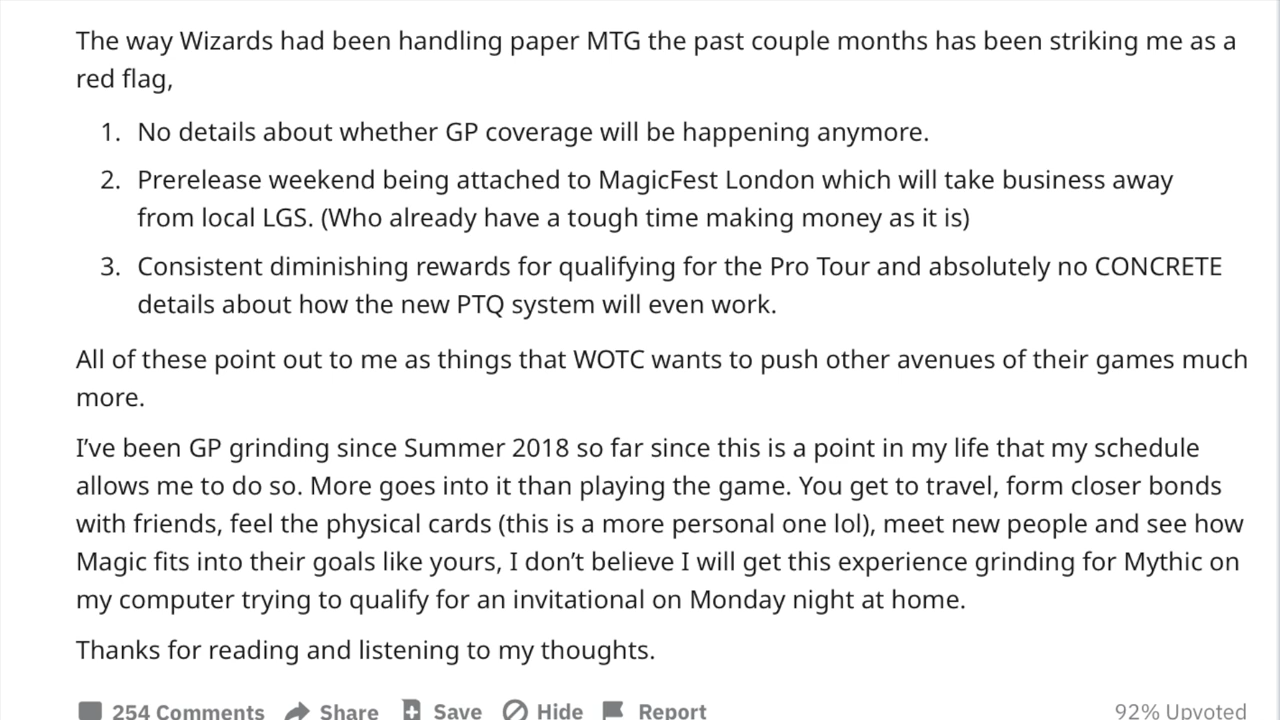 The way Wizards had been handling paper MTG the past couple months has been striking me as a
red flag,
1. No details about whether GP coverage will be happening anymore.
2. Prerelease weekend being attached to MagicFest London which will take business away
from local LGS. (Who already have a tough time making money as it is)
3. Consistent diminishing rewards for qualifying for the Pro Tour and absolutely no CONCRETE
details about how the new PTQ system will even work.
All of these point out to me as things that WOTC wants to push other avenues of their games much
more.
I’ve been GP grinding since Summer 2018 so far since this is a point in my life that my schedule
allows me to do so. More goes into it than playing the game. You get to travel, form closer bonds
with friends, feel the physical cards (this is a more personal one lol), meet new people and see how
Magic fits into their goals like yours, I don’t believe I will get this experience grinding for Mythic on
my computer trying to qualify for an invitational on Monday night at home.
Thanks for reading and listening to my thoughts.
254 Comments Share Save Hide Report 92% Upvoted